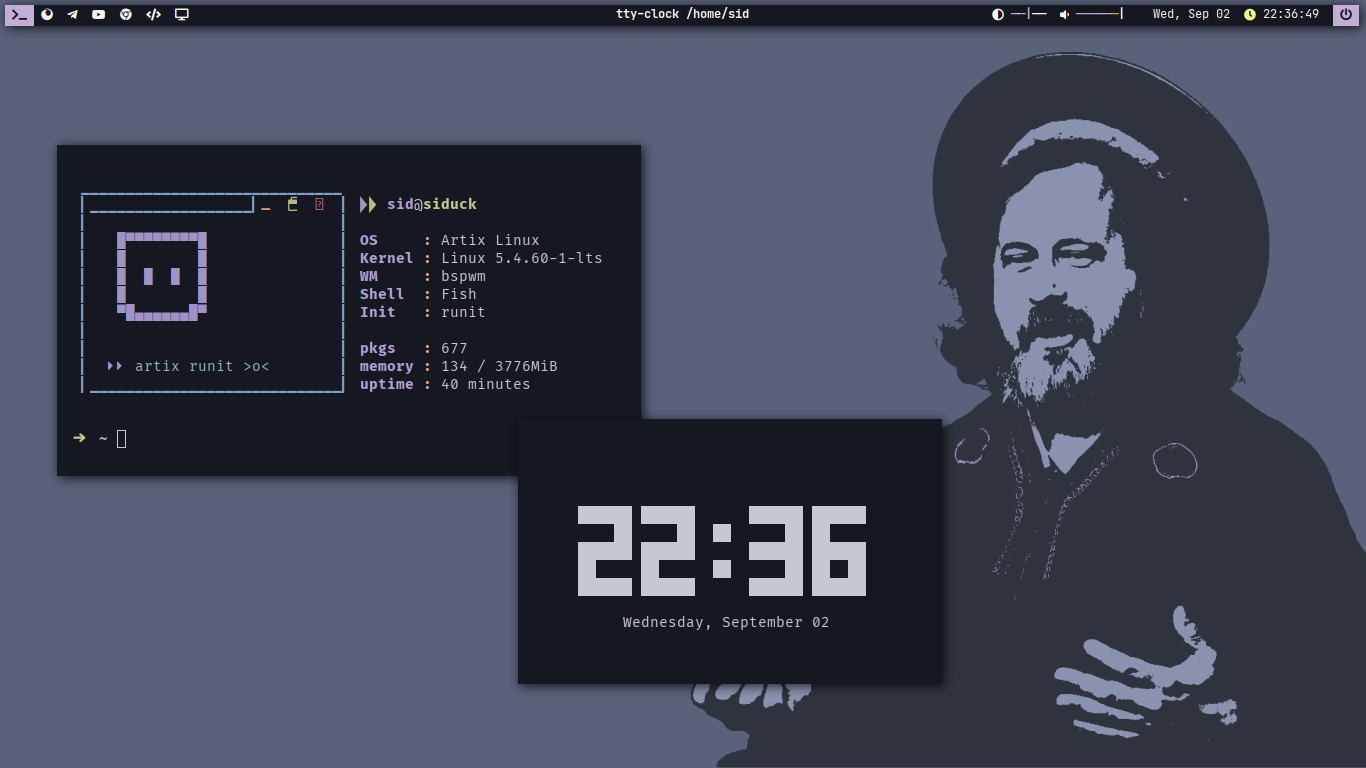 tty-clock /home/sid
Wed, Sep 02
22:36:49
sid@siduck
OS : Artix Linux
Kernel : Linux 5.4.60-1-lts
WM : bspwm
Shell : Fish
Init : runit
pkgs : 677
memory : 134 / 3776MiB
uptime : 40 minutes
artix runit >o<
~
22:36
Wednesday, September 02